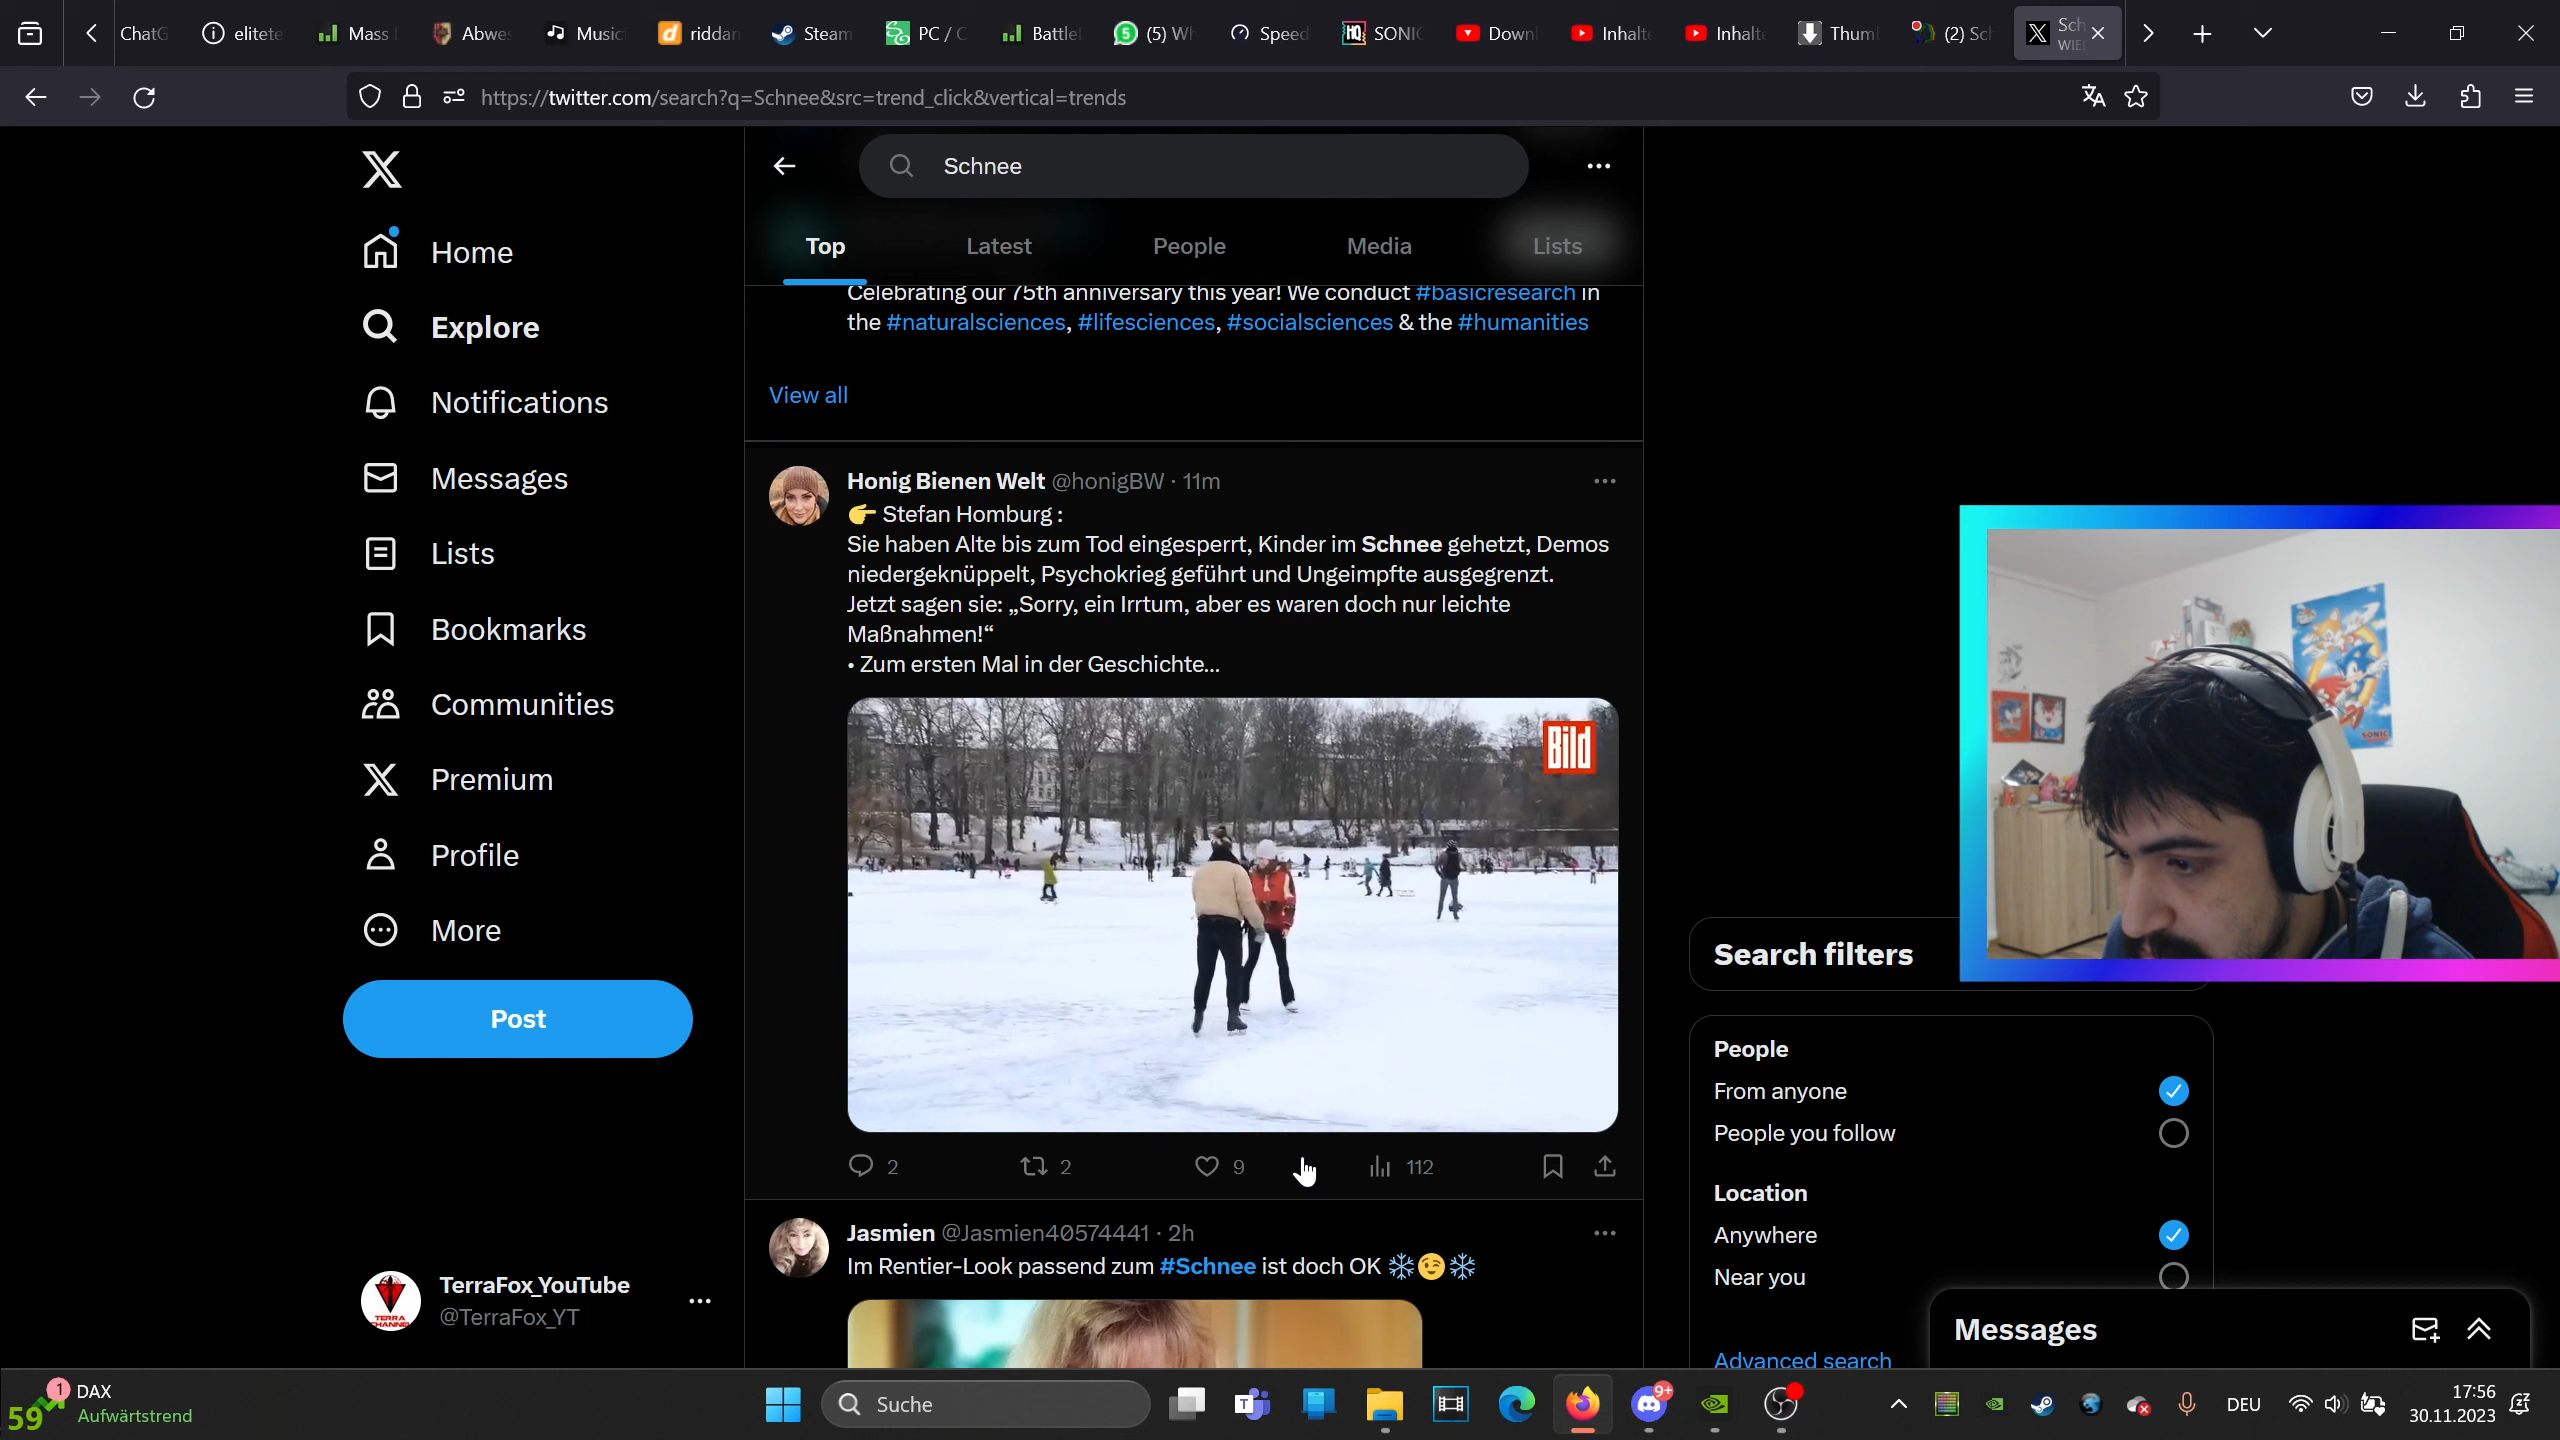 ChatG
elitete
Mass
Abwes
Music
riddan
Steam
PC / C
Battle
(5) Wh
Speed
SONIC
Down
Inhalt
Inhalt
Thum
(2) Sc
Sch
WIE
https://twitter.com/search?q=Schnee&src=trend_click&vertical=trends
Home
Explore
Notifications
Messages
Lists
Bookmarks
Communities
Premium
Profile
More
Post
TerraFox_YouTube
@TerraFox_YT
Schnee
Top
Latest
People
Media
Lists
Celebrating our 75th anniversary this year! We conduct #basicresearch in
the #naturalsciences, #lifesciences, #socialsciences & the #humanities
View all
Honig Bienen Welt @honigBW · 11m
👉 Stefan Homburg :
Sie haben Alte bis zum Tod eingesperrt, Kinder im Schnee gehetzt, Demos
niedergeknüppelt, Psychokrieg geführt und Ungeimpfte ausgegrenzt.
Jetzt sagen sie: „Sorry, ein Irrtum, aber es waren doch nur leichte
Maßnahmen!“
• Zum ersten Mal in der Geschichte...
Bild
2
2
9
112
Jasmien @Jasmien40574441 · 2h
Im Rentier-Look passend zum #Schnee ist doch OK ❄😉❄
SONIC
Search filters
People
From anyone
People you follow
Location
Anywhere
Near you
Advanced search
Messages
TERRA
CHANNEL
59
1
DAX
Aufwärtstrend
Suche
9+
DEU
17:56
30.11.2023